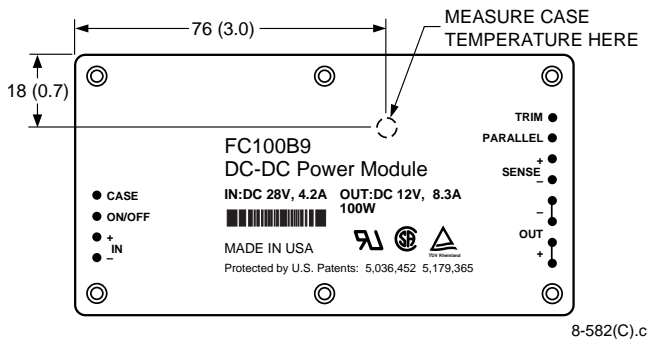 76 (3.0)
MEASURE CASE
TEMPERATURE HERE
18 (0.7)
TRIM
PARALLEL
+
SENSE
–
CASE
ON/OFF
+
IN
–
FC100B9
DC-DC Power Module
IN:DC 28V, 4.2A OUT:DC 12V, 8.3A
100W
MADE IN USA
TÜV Rheinland
Protected by U.S. Patents: 5,036,452 5,179,365
–
OUT
+
8-582(C).c